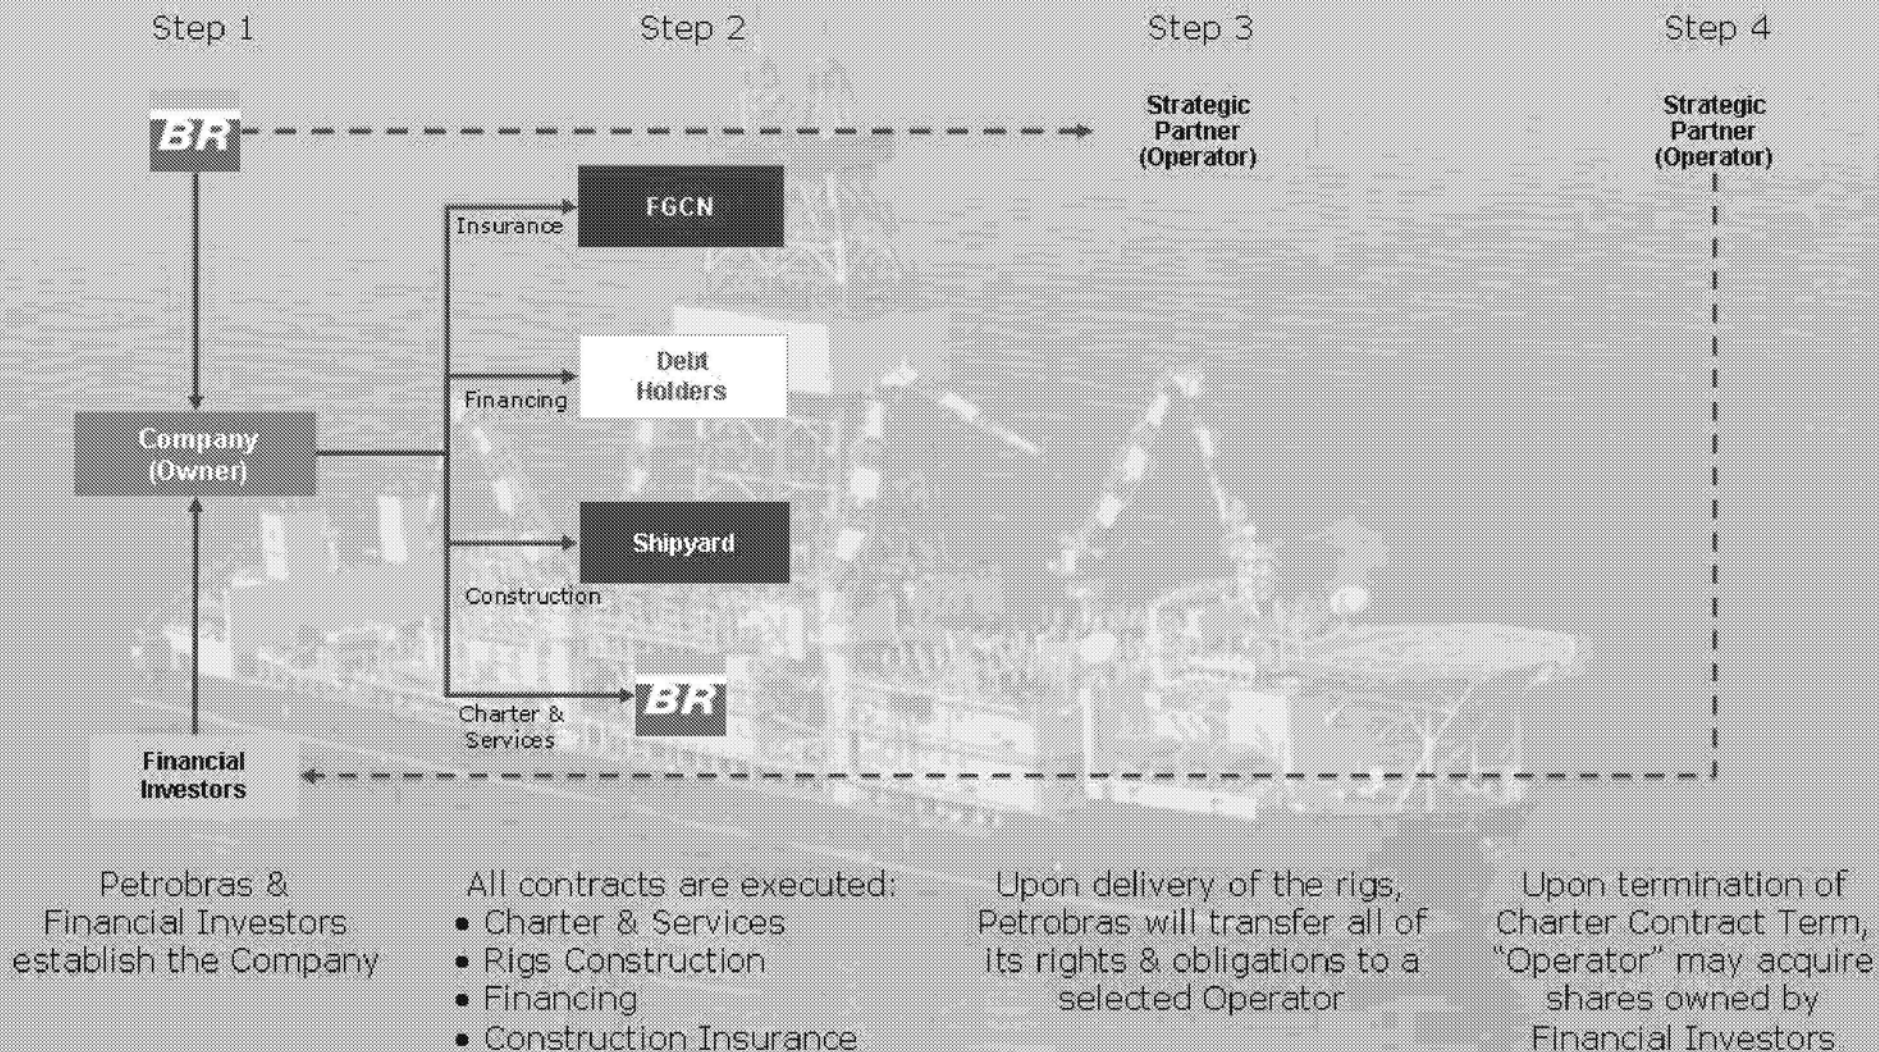 Step 1
Step 2
Step 3
Step 4
BR
Strategic
Partner
(Operator)
Strategic
Partner
(Operator)
FGCN
Insurance
Debt
Holders
Financing
Company
(Owner)
Shipyard
Construction
BR
Charter &
Services
Financial
Investors
Petrobras &
Financial Investors
establish the Company
All contracts are executed:
• Charter & Services
• Rigs Construction
• Financing
• Construction Insurance
Upon delivery of the rigs,
Petrobras will transfer all of
its rights & obligations to a
selected Operator
Upon termination of
Charter Contract Term,
“Operator” may acquire
shares owned by
Financial Investors